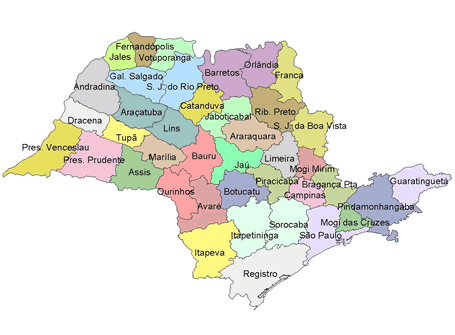 Fernandópolis
Jales
Votuporanga
Orlândia
Gal. Salgado
Barretos
Franca
Andradina
S. J. do Rio Preto
Catanduva
Rib. Preto
Araçatuba
Jaboticabal
Dracena
Lins
S. J. da Boa Vista
Tupã
Araraquara
Pres. Venceslau
Marília
Bauru
Limeira
Pres. Prudente
Jaú
Mogi Mirim
Assis
Piracicaba
Bragança Pta
Guaratinguetá
Ourinhos
Botucatu
Campinas
Avaré
Pindamonhangaba
Sorocaba
Mogi das Cruzes
Itapetininga
São Paulo
Itapeva
Registro